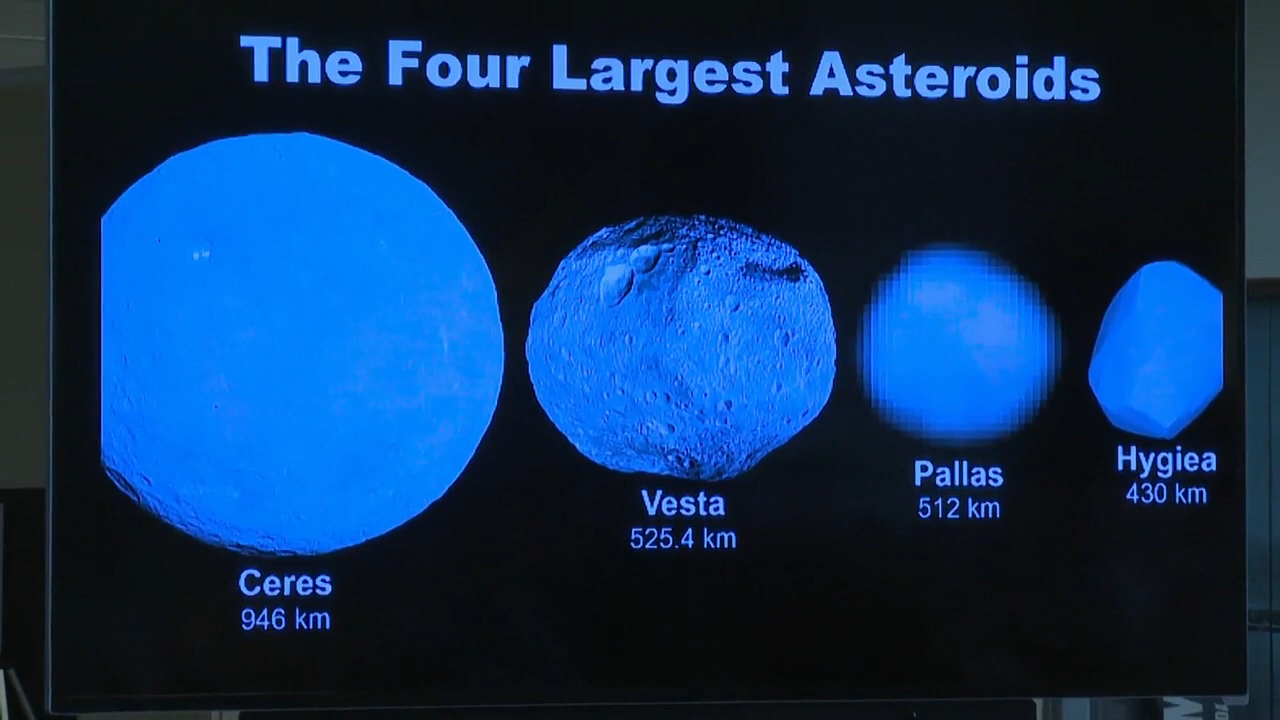 The Four Largest Asteroids
Ceres
946 km
Vesta
525.4 km
Pallas
512 km
Hygiea
430 km